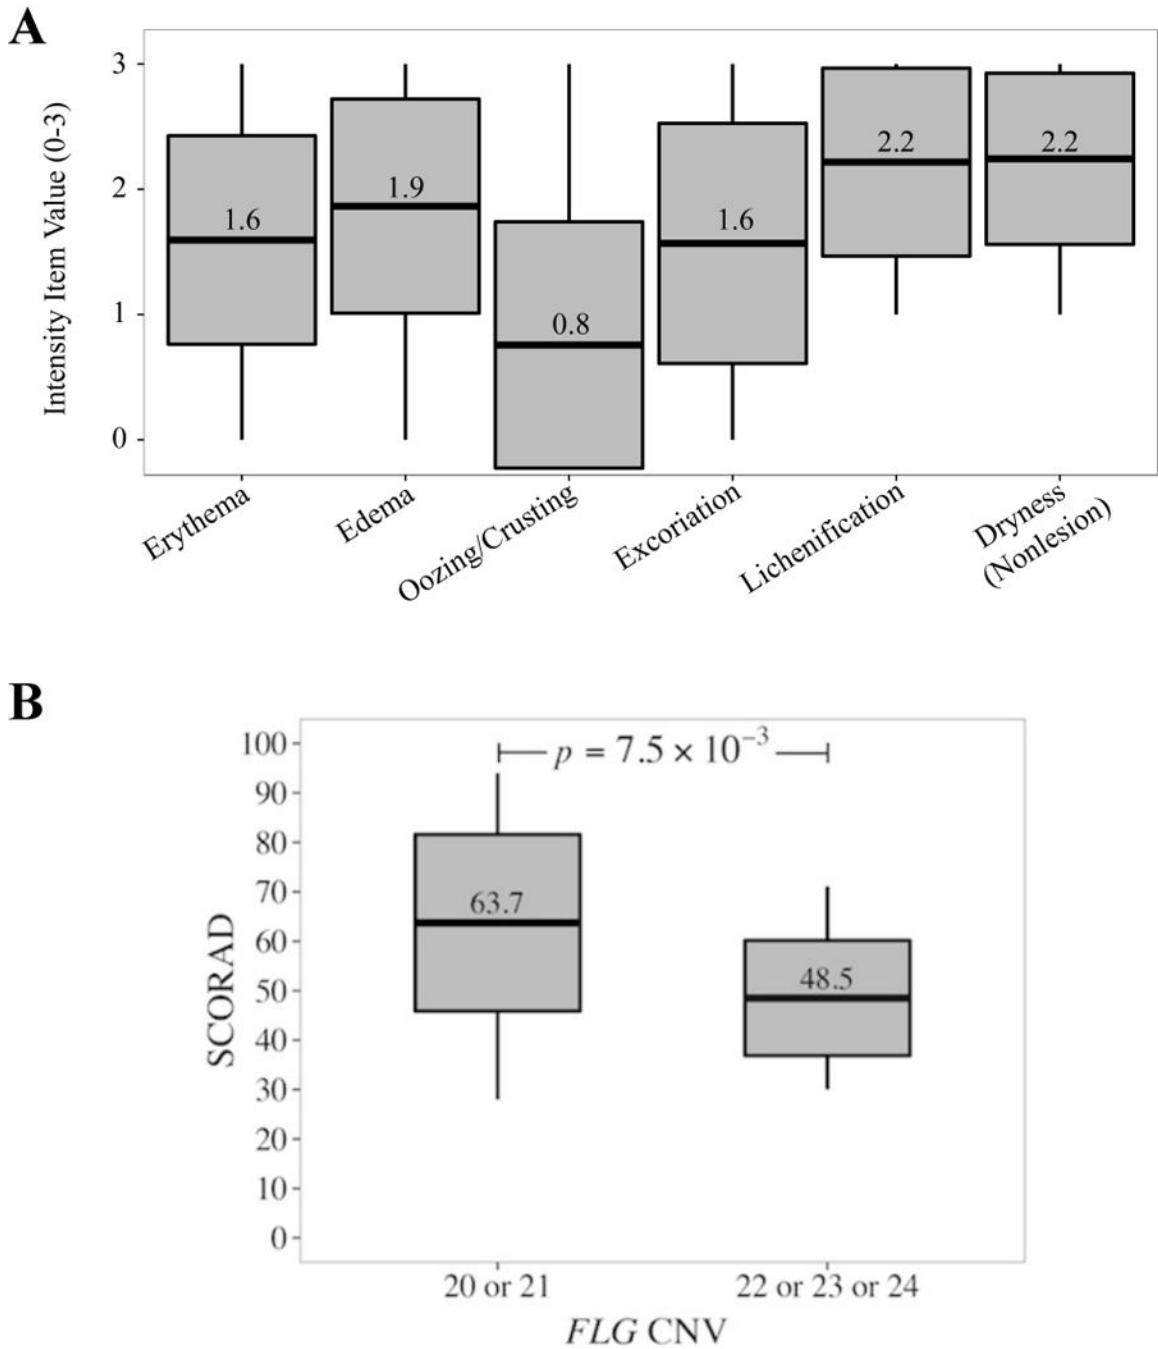 A
Intensity Item Value (0-3)
3
2
1
0
1.6
1.9
0.8
1.6
2.2
2.2
Erythema
Edema
Oozing/Crusting
Excoriation
Lichenification
Dryness
(Nonlesion)
B
SCORAD
100
90
80
70
60
50
40
30
20
10
0
p = 7.5 × 10⁻³
63.7
48.5
20 or 21
22 or 23 or 24
FLG CNV